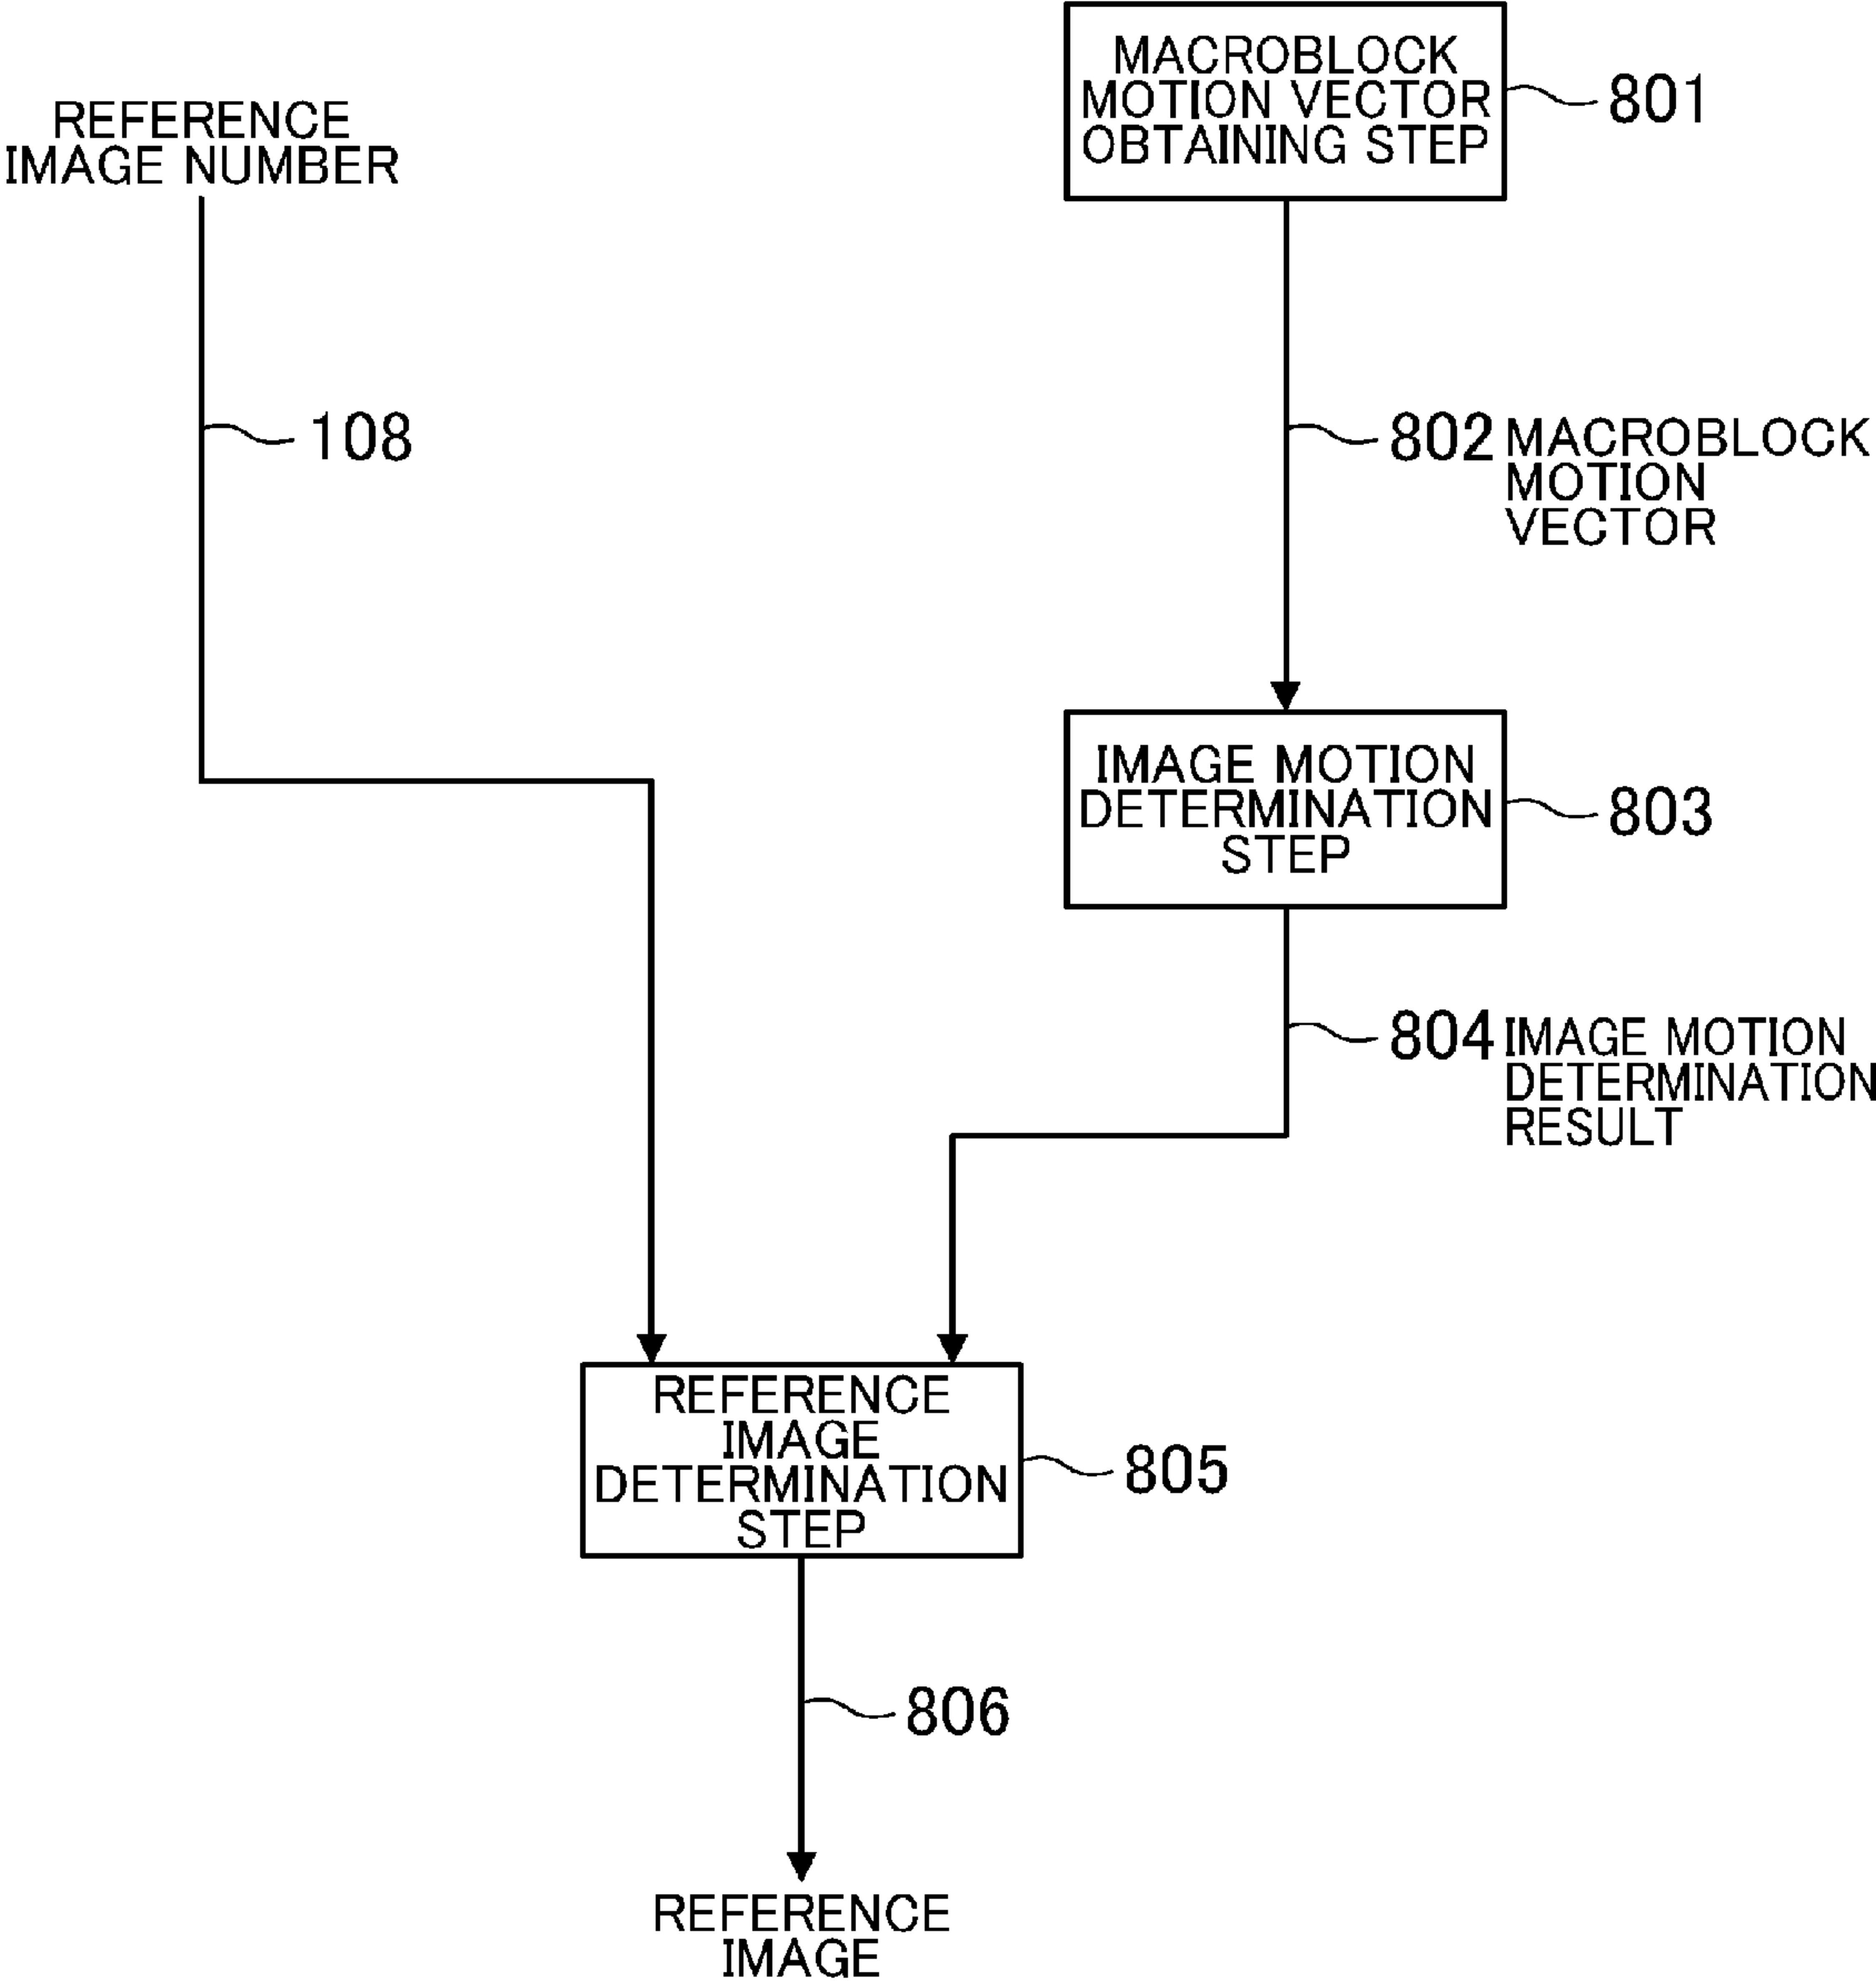 MACROBLOCK
MOTION VECTOR
OBTAINING STEP
801
REFERENCE
IMAGE NUMBER
108
802 MACROBLOCK
MOTION
VECTOR
IMAGE MOTION
DETERMINATION
STEP
803
804 IMAGE MOTION
DETERMINATION
RESULT
REFERENCE
IMAGE
DETERMINATION
STEP
805
806
REFERENCE
IMAGE